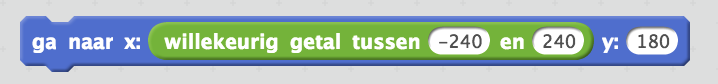 ga naar x: willekeurig getal tussen -240 en 240 y: 180